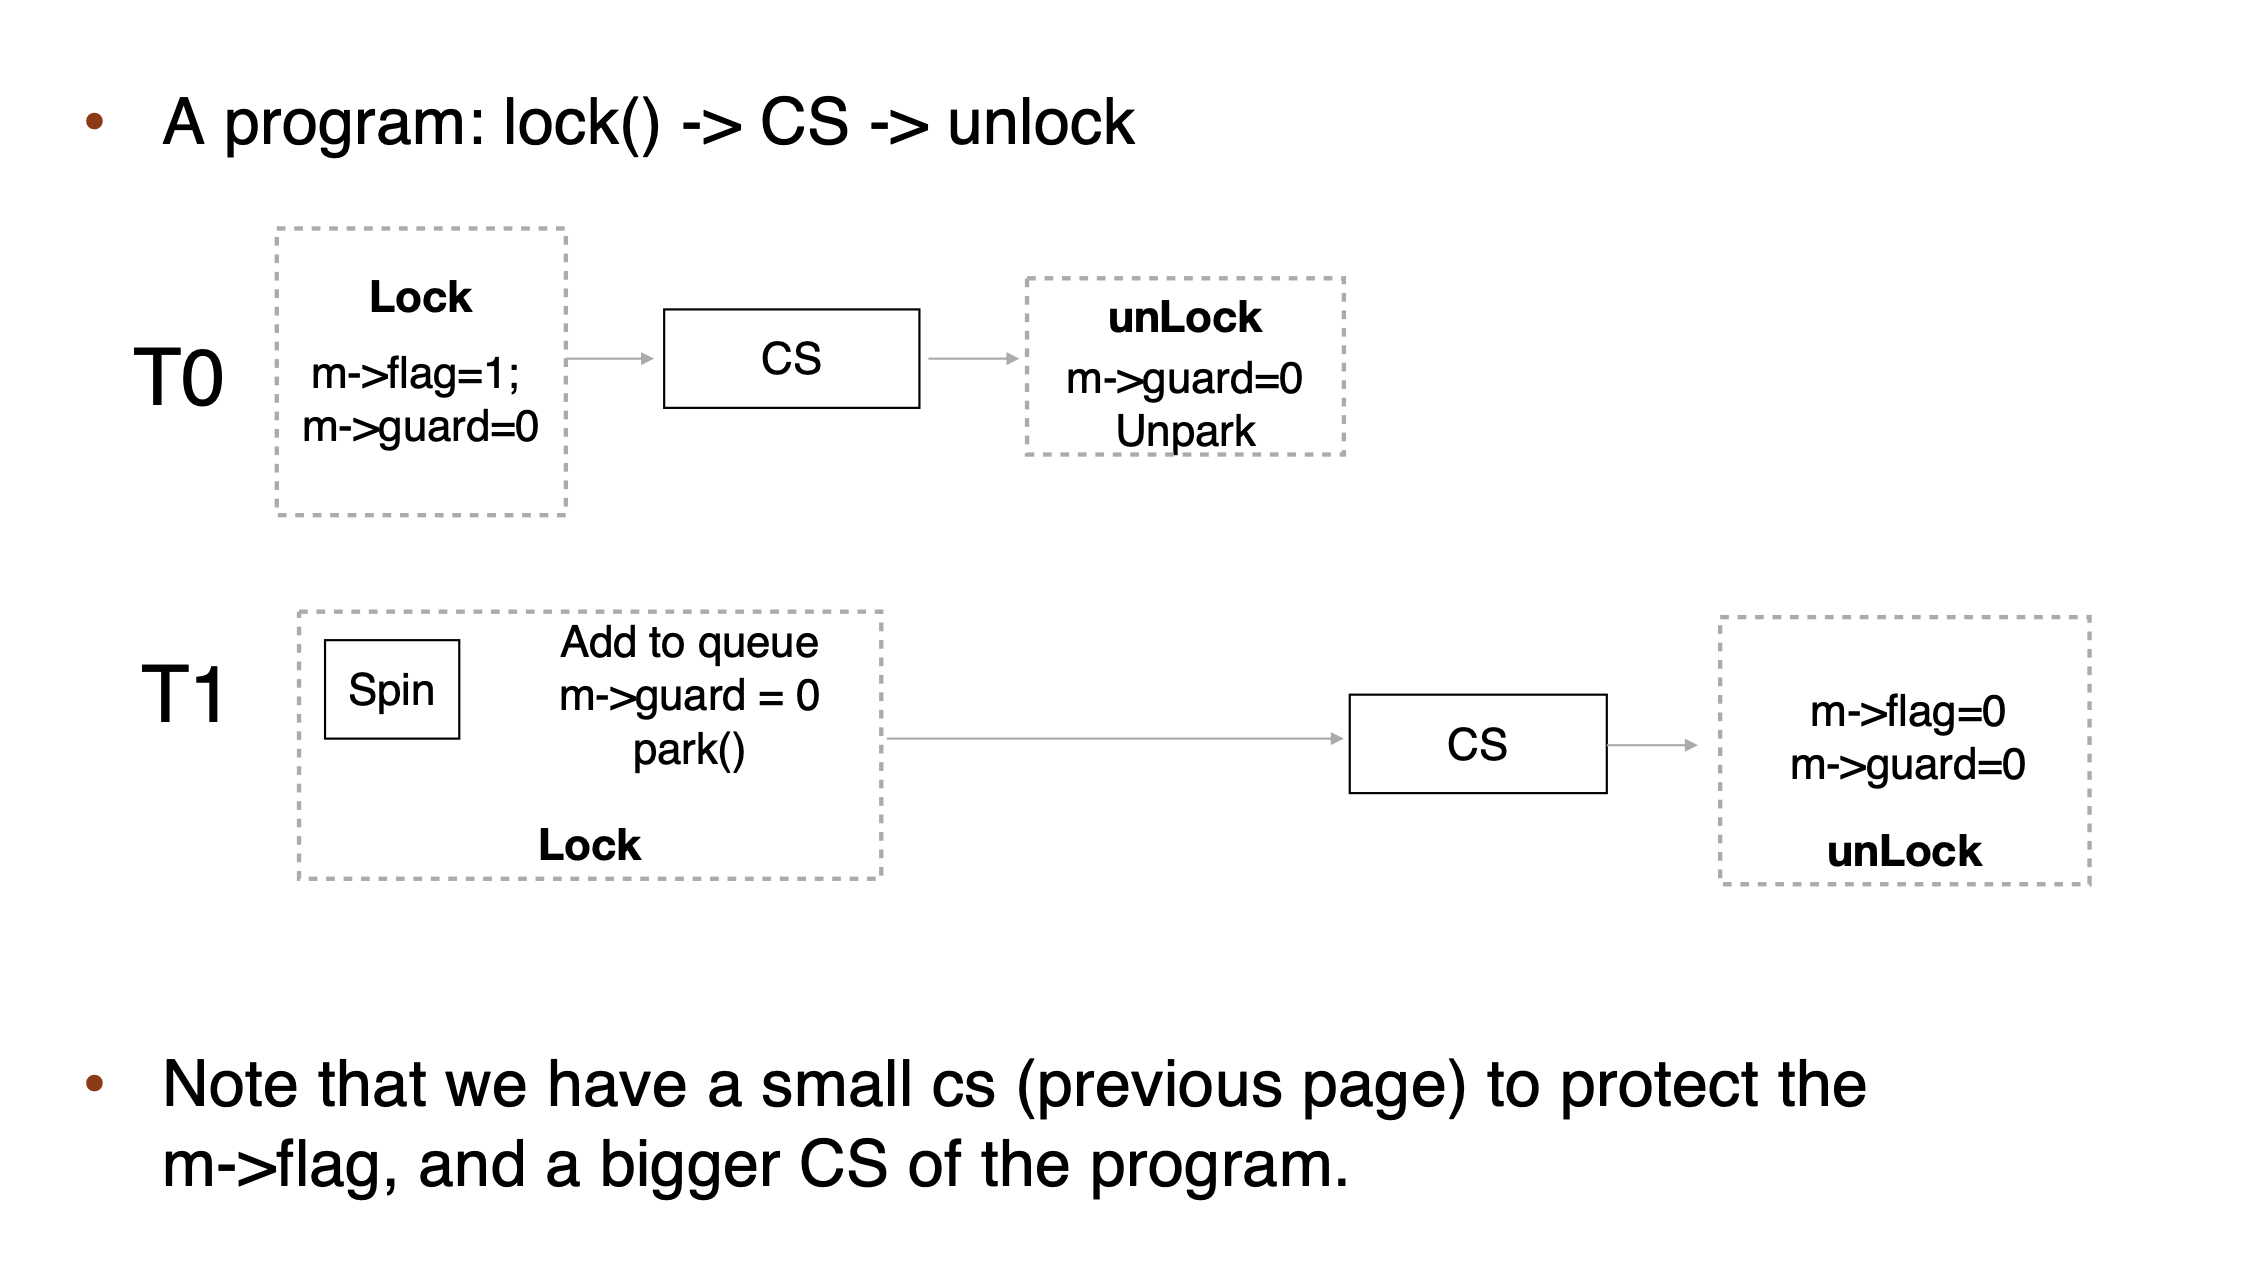 • A program: lock() -> CS -> unlock
T0
Lock
m->flag=1;
m->guard=0
CS
unLock
m->guard=0
Unpark
T1
Spin
Add to queue
m->guard = 0
park()
Lock
CS
m->flag=0
m->guard=0
unLock
• Note that we have a small cs (previous page) to protect the
m->flag, and a bigger CS of the program.